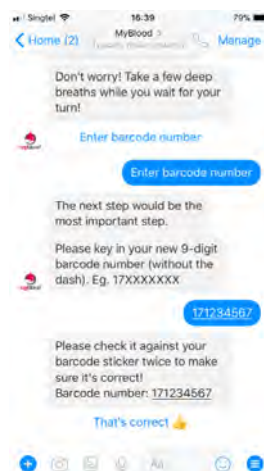 Singtel 16:39 79%
Home (2) MyBlood > Manage
Don't worry! Take a few deep
breaths while you wait for your
turn!
Enter barcode number
Enter barcode number
The next step would be the
most important step.
Please key in your new 9-digit
barcode number (without the
dash). Eg. 17XXXXXXX
171234567
Please check it against your
barcode sticker twice to make
sure it's correct!
Barcode number: 171234567
That's correct 👍
Aa